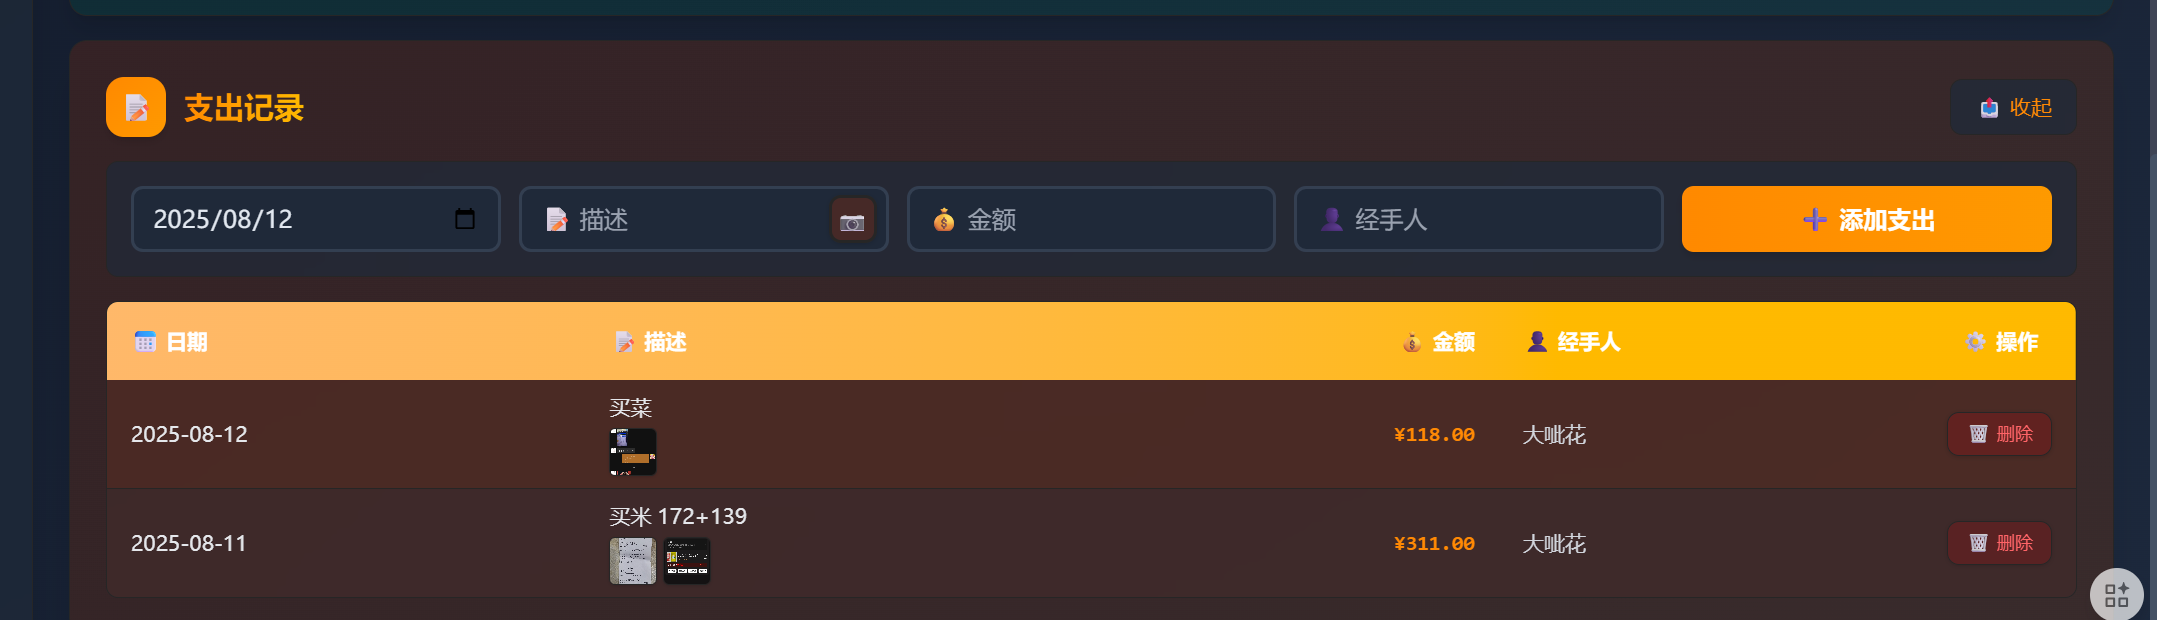 支出记录
收起
2025/08/12
描述
金额
经手人
添加支出
日期 描述 金额 经手人 操作
2025-08-12 买菜 ¥118.00 大呲花 删除
2025-08-11 买米 172+139 ¥311.00 大呲花 删除